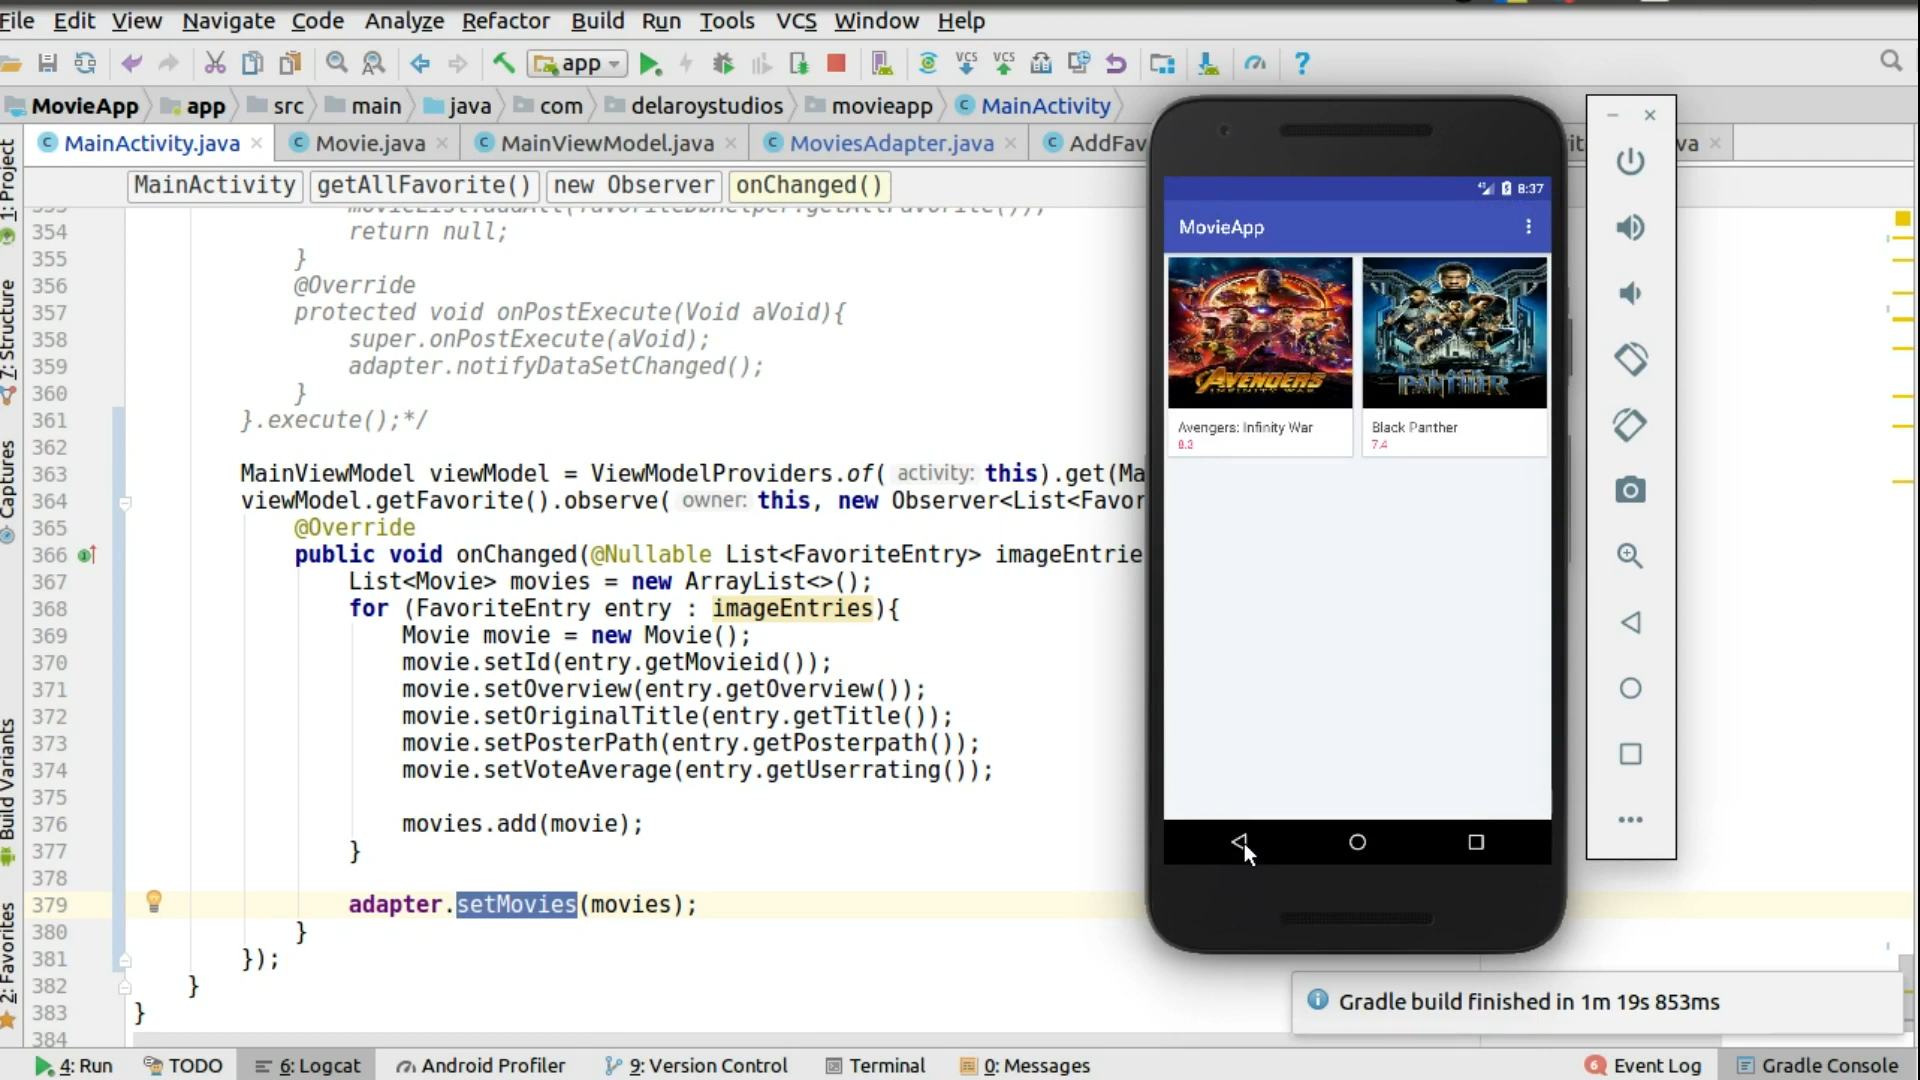 File Edit View Navigate Code Analyze Refactor Build Run Tools VCS Window Help
app VCS VCS ?
MovieApp app src main java com delaroystudios movieapp MainActivity
MainActivity.java Movie.java MainViewModel.java MoviesAdapter.java AddFav va
MainActivity getAllFavorite() new Observer onChanged()
354 return null;
355 }
356 @Override
357 protected void onPostExecute(Void aVoid){
358 super.onPostExecute(aVoid);
359 adapter.notifyDataSetChanged();
360 }
361 }.execute();*/
362
363 MainViewModel viewModel = ViewModelProviders.of( activity: this).get(Ma
364 viewModel.getFavorite().observe( owner: this, new Observer<List<Favor
365 @Override
366 public void onChanged(@Nullable List<FavoriteEntry> imageEntrie
367 List<Movie> movies = new ArrayList<>();
368 for (FavoriteEntry entry : imageEntries){
369 Movie movie = new Movie();
370 movie.setId(entry.getMovieid());
371 movie.setOverview(entry.getOverview());
372 movie.setOriginalTitle(entry.getTitle());
373 movie.setPosterPath(entry.getPosterpath());
374 movie.setVoteAverage(entry.getUserrating());
375
376 movies.add(movie);
377 }
378
379 adapter.setMovies(movies);
380 }
381 });
382 }
383 }
384
1: Project
7: Structure
Captures
Build Variants
2: Favorites
8:37
MovieApp
AVENGERS
INFINITY WAR
PANTHER
Avengers: Infinity War
8.3
Black Panther
7.4
Gradle build finished in 1m 19s 853ms
4: Run TODO 6: Logcat Android Profiler 9: Version Control Terminal 0: Messages 6 Event Log Gradle Console